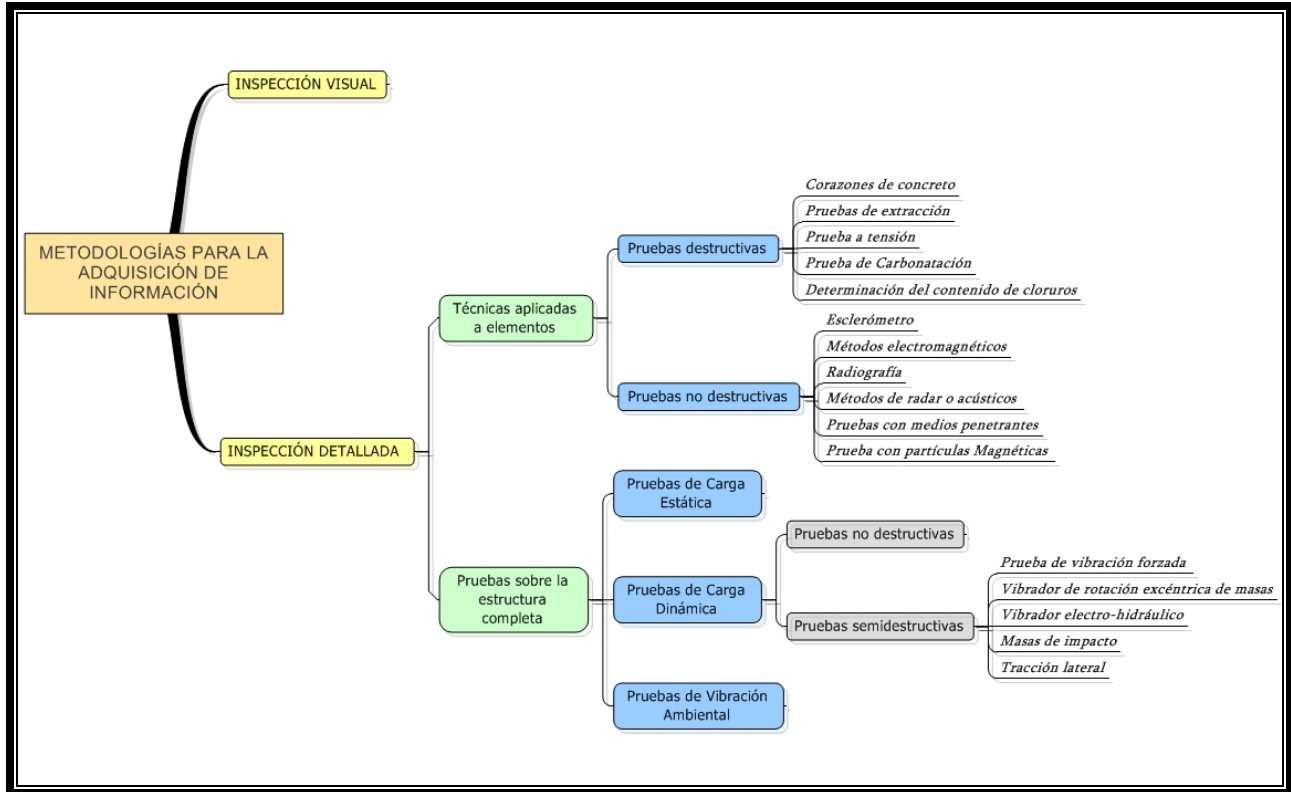 INSPECCIÓN VISUAL
METODOLOGÍAS PARA LA
ADQUISICIÓN DE
INFORMACIÓN
INSPECCIÓN DETALLADA
Técnicas aplicadas
a elementos
Pruebas destructivas
Corazones de concreto
Pruebas de extracción
Prueba a tensión
Prueba de Carbonatación
Determinación del contenido de cloruros
Pruebas no destructivas
Esclerómetro
Métodos electromagnéticos
Radiografía
Métodos de radar o acústicos
Pruebas con medios penetrantes
Prueba con partículas Magnéticas
Pruebas sobre la
estructura
completa
Pruebas de Carga
Estática
Pruebas de Carga
Dinámica
Pruebas no destructivas
Pruebas semidestructivas
Prueba de vibración forzada
Vibrador de rotación excéntrica de masas
Vibrador electro-hidráulico
Masas de impacto
Tracción lateral
Pruebas de Vibración
Ambiental